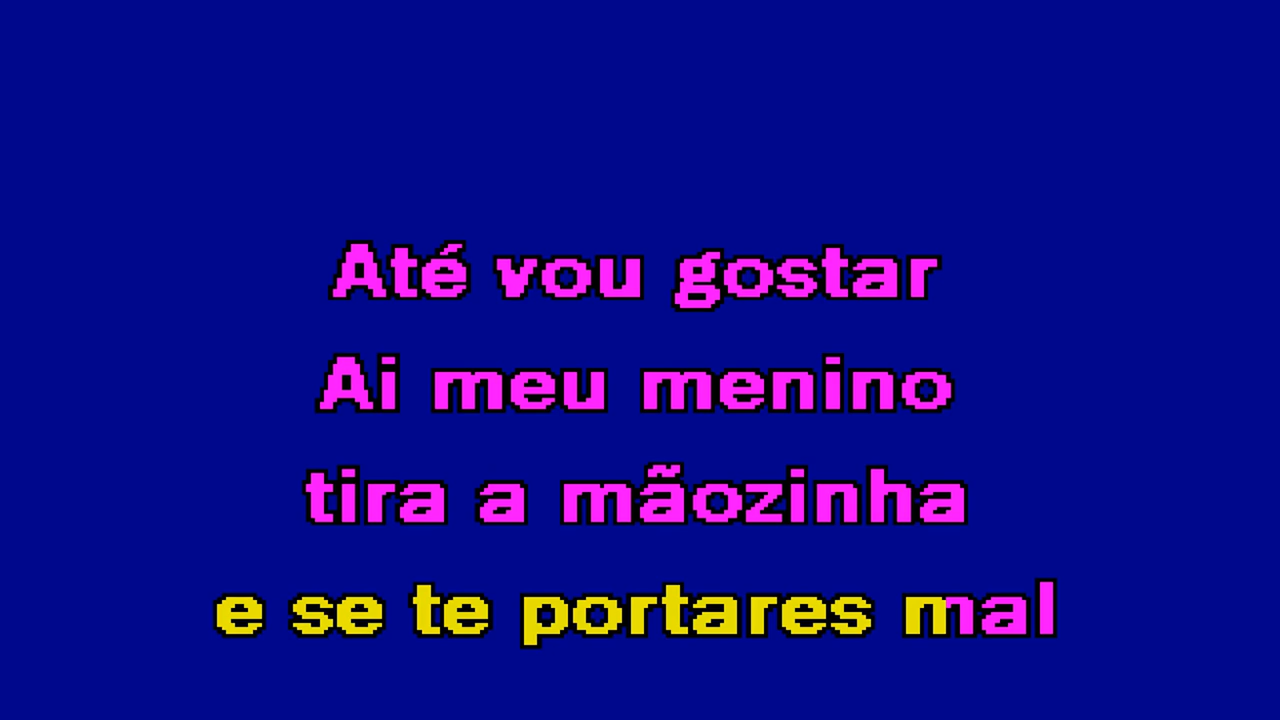 Até vou gostar
Ai meu menino
tira a mãozinha
e se te portares mal